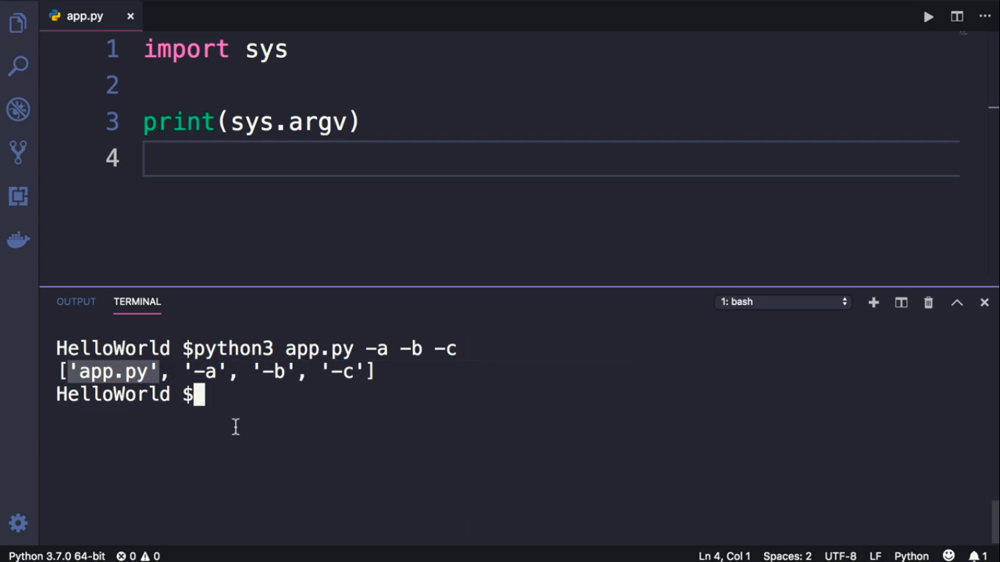 app.py
1 import sys
2
3 print(sys.argv)
4
OUTPUT TERMINAL 1: bash
HelloWorld $python3 app.py -a -b -c
['app.py', '-a', '-b', '-c']
HelloWorld $
Python 3.7.0 64-bit 0 0 Ln 4, Col 1 Spaces: 2 UTF-8 LF Python 1